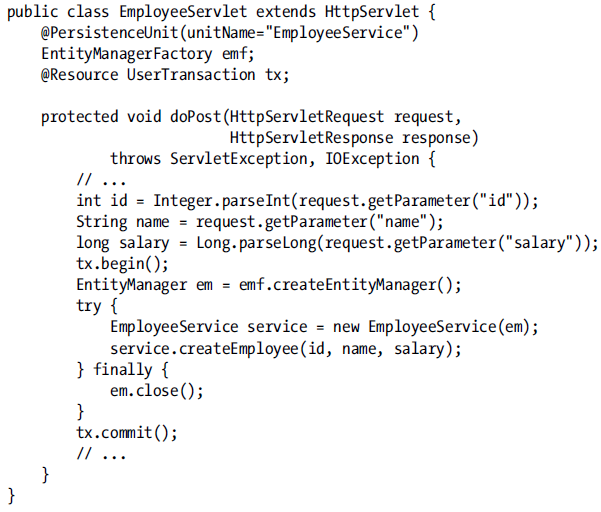 public class EmployeeServlet extends HttpServlet {
    @PersistenceUnit(unitName="EmployeeService")
    EntityManagerFactory emf;
    @Resource UserTransaction tx;

    protected void doPost(HttpServletRequest request,
                          HttpServletResponse response)
            throws ServletException, IOException {
        // ...
        int id = Integer.parseInt(request.getParameter("id"));
        String name = request.getParameter("name");
        long salary = Long.parseLong(request.getParameter("salary"));
        tx.begin();
        EntityManager em = emf.createEntityManager();
        try {
            EmployeeService service = new EmployeeService(em);
            service.createEmployee(id, name, salary);
        } finally {
            em.close();
        }
        tx.commit();
        // ...
    }
}